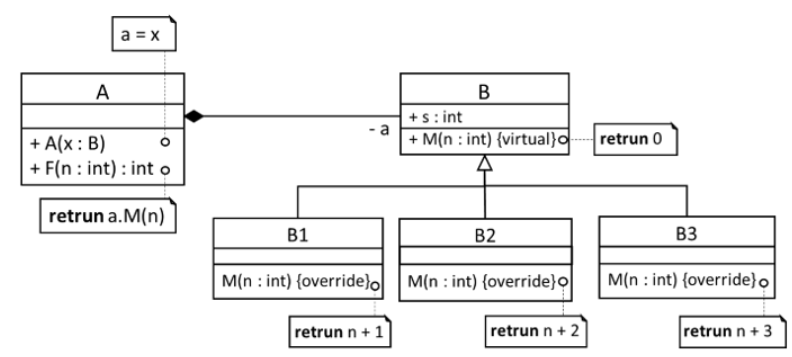 a = x
A
+ A(x : B)
+ F(n : int) : int
retrun a.M(n)
- a
B
+ s : int
+ M(n : int) {virtual}
retrun 0
B1
M(n : int) {override}
retrun n + 1
B2
M(n : int) {override}
retrun n + 2
B3
M(n : int) {override}
retrun n + 3